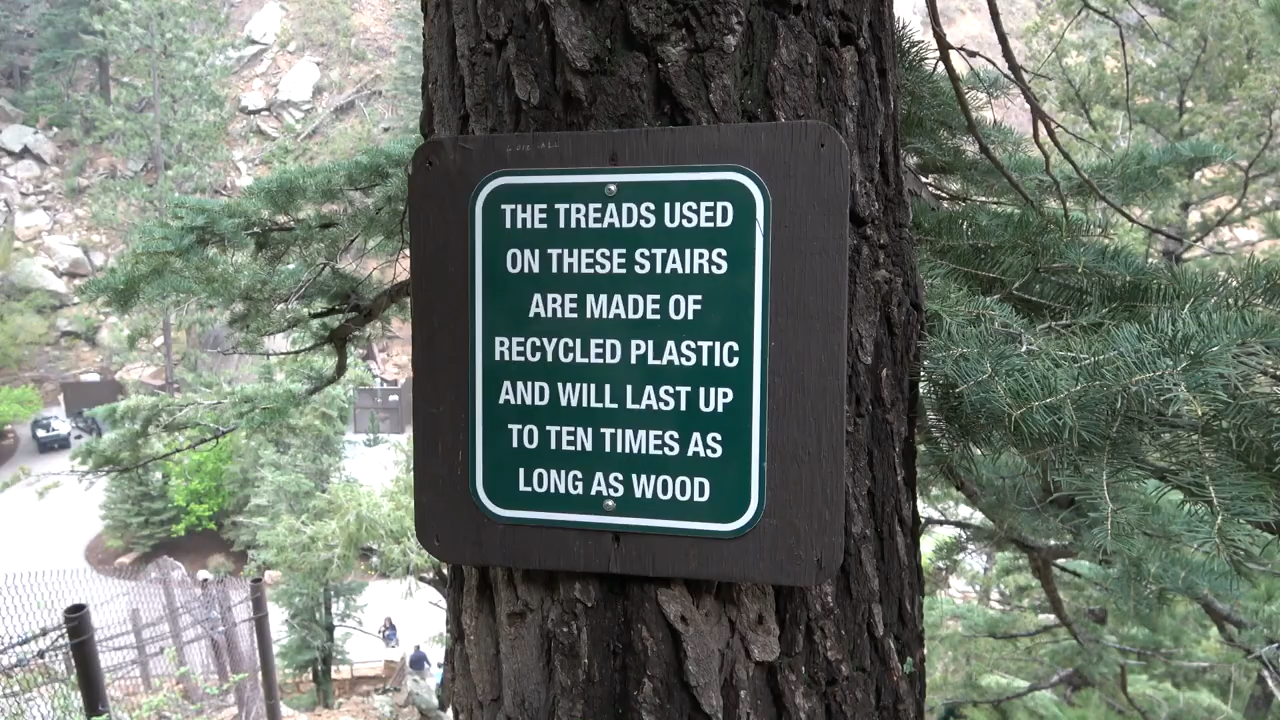 THE TREADS USED
ON THESE STAIRS
ARE MADE OF
RECYCLED PLASTIC
AND WILL LAST UP
TO TEN TIMES AS
LONG AS WOOD